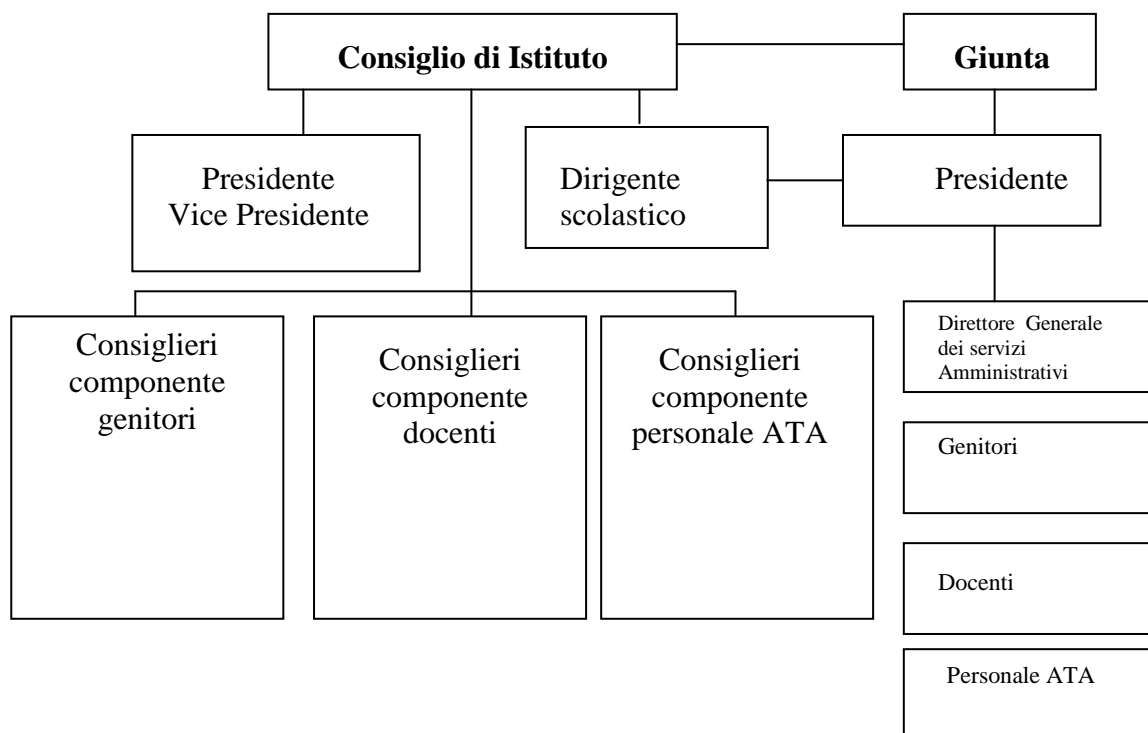 Consiglio di Istituto
Giunta
Presidente
Vice Presidente
Dirigente
scolastico
Presidente
Consiglieri
componente
genitori
Consiglieri
componente
docenti
Consiglieri
componente
personale ATA
Direttore Generale
dei servizi
Amministrativi
Genitori
Docenti
Personale ATA